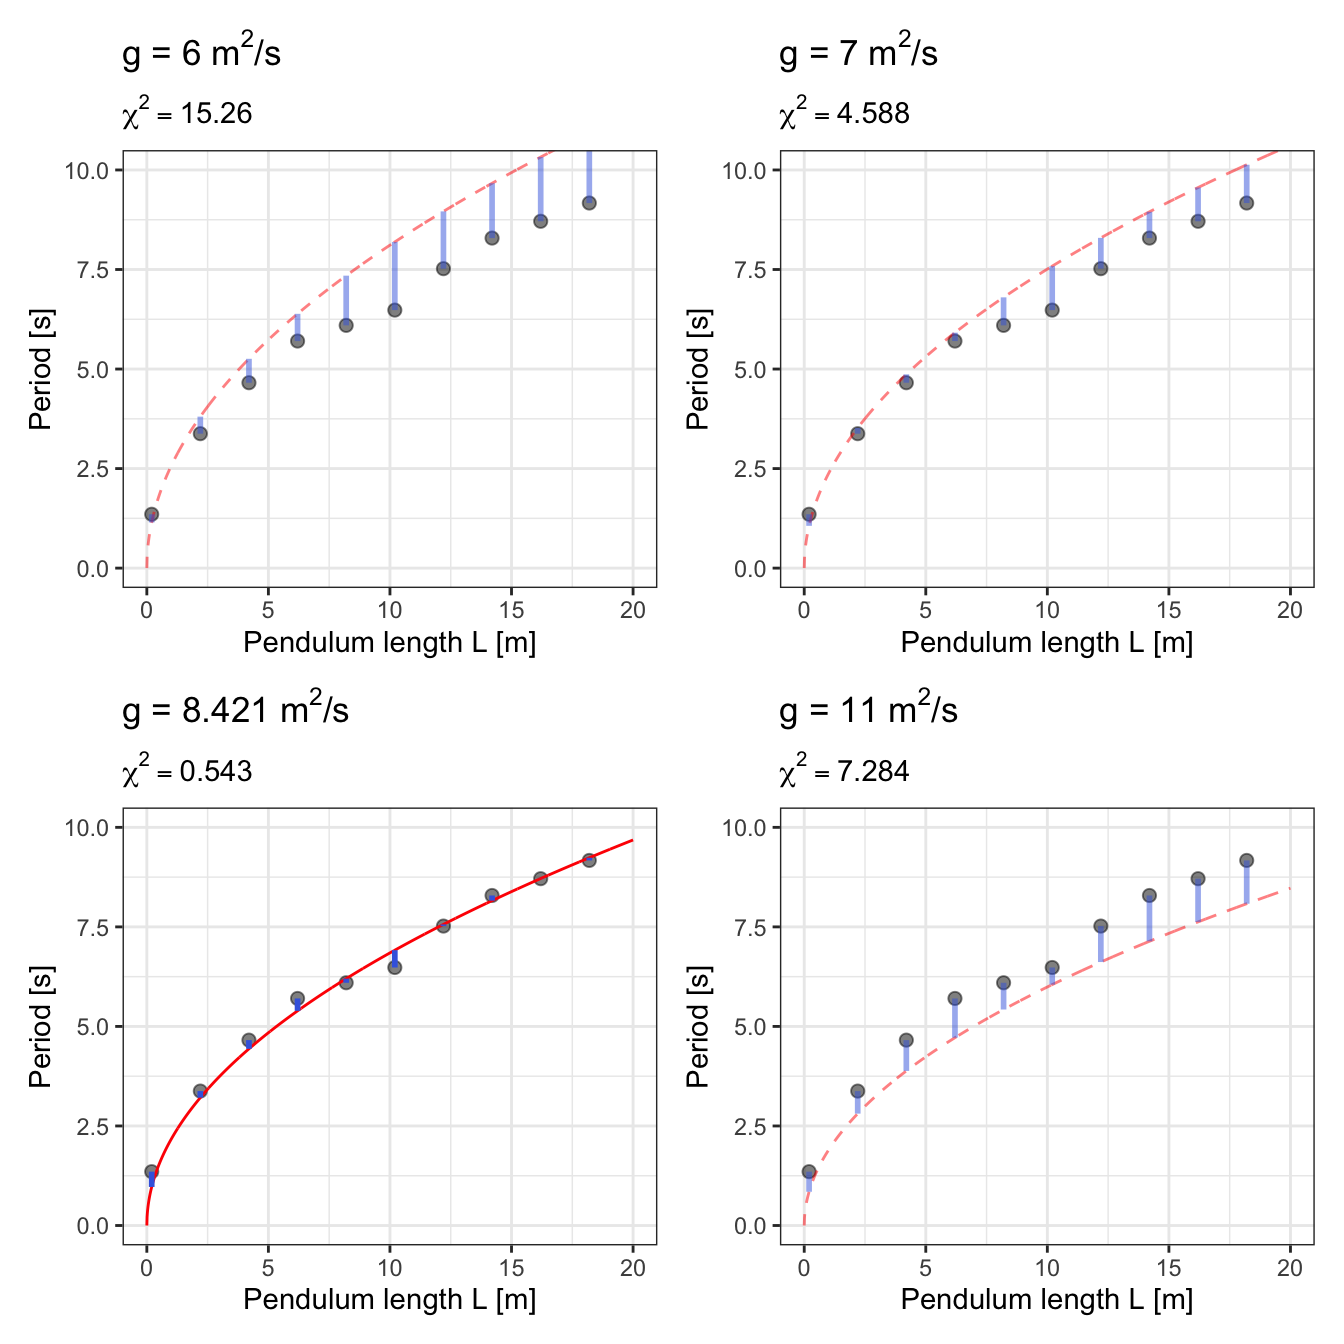 g = 6 m²/s
χ² = 15.26
10.0
7.5
5.0
2.5
0.0
Period [s]
0 5 10 15 20
Pendulum length L [m]
g = 7 m²/s
χ² = 4.588
10.0
7.5
5.0
2.5
0.0
Period [s]
0 5 10 15 20
Pendulum length L [m]
g = 8.421 m²/s
χ² = 0.543
10.0
7.5
5.0
2.5
0.0
Period [s]
0 5 10 15 20
Pendulum length L [m]
g = 11 m²/s
χ² = 7.284
10.0
7.5
5.0
2.5
0.0
Period [s]
0 5 10 15 20
Pendulum length L [m]